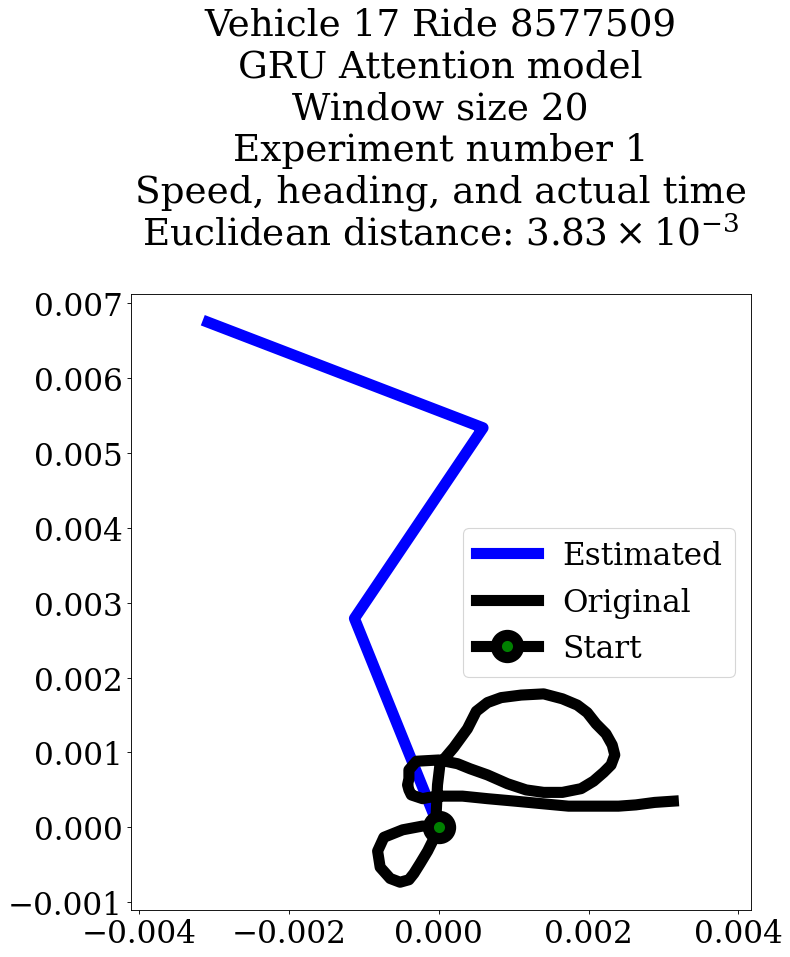 Vehicle 17 Ride 8577509
GRU Attention model
Window size 20
Experiment number 1
Speed, heading, and actual time
Euclidean distance: 3.83 × 10⁻³
0.007
0.006
0.005
0.004
0.003
0.002
0.001
0.000
−0.001
Estimated
Original
Start
−0.004 −0.002 0.000 0.002 0.004